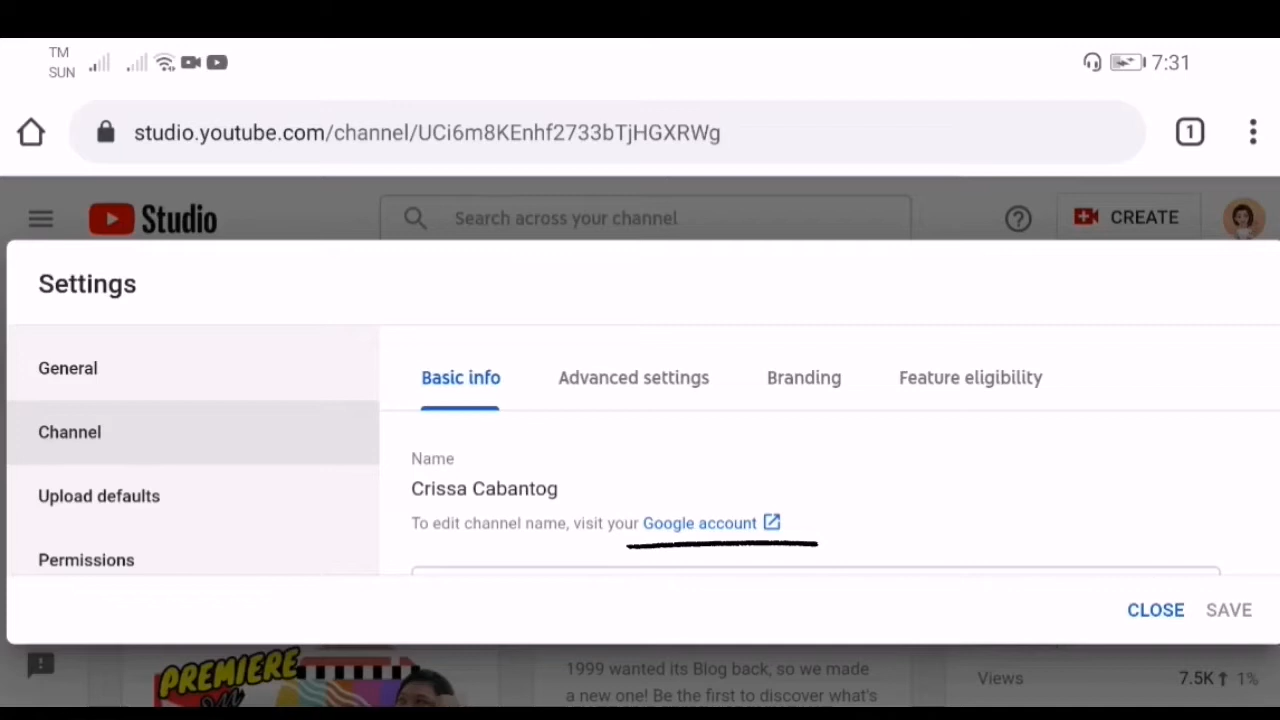 TM
SUN
7:31
studio.youtube.com/channel/UCi6m8KEnhf2733bTjHGXRWg
1
Studio
Search across your channel
CREATE
Settings
General
Channel
Upload defaults
Permissions
Basic info
Advanced settings
Branding
Feature eligibility
Name
Crissa Cabantog
To edit channel name, visit your Google account
CLOSE
SAVE
PREMIERE
1999 wanted its Blog back, so we made
a new one! Be the first to discover what's
Views
7.5K
1%